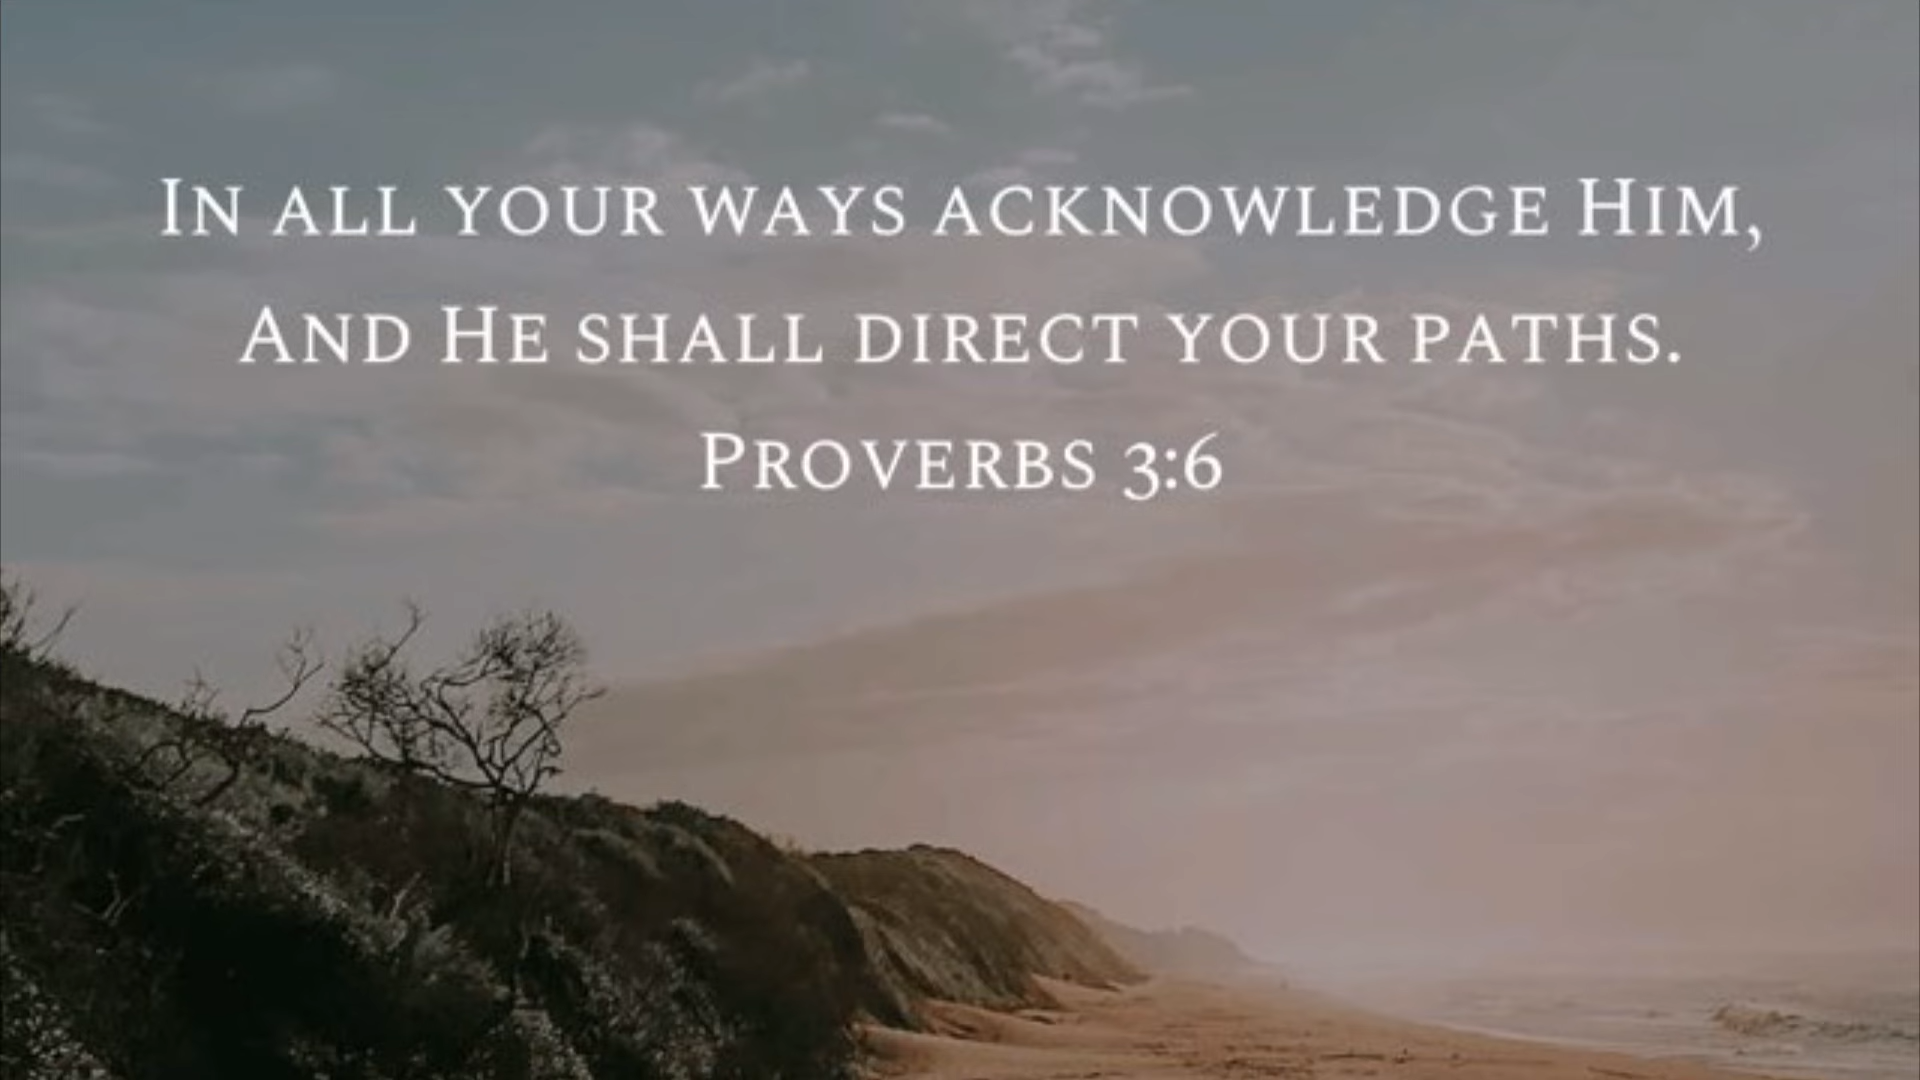 In all your ways acknowledge Him,
And He shall direct your paths.
Proverbs 3:6